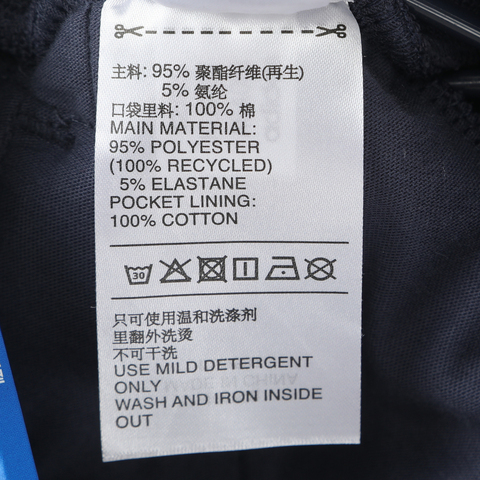 主料: 95% 聚酯纤维(再生)
5% 氨纶
口袋里料: 100% 棉
MAIN MATERIAL:
95% POLYESTER
(100% RECYCLED)
5% ELASTANE
POCKET LINING:
100% COTTON
30
只可使用温和洗涤剂
里翻外洗烫
不可干洗
USE MILD DETERGENT
ONLY
WASH AND IRON INSIDE
OUT
MADE IN CHINA